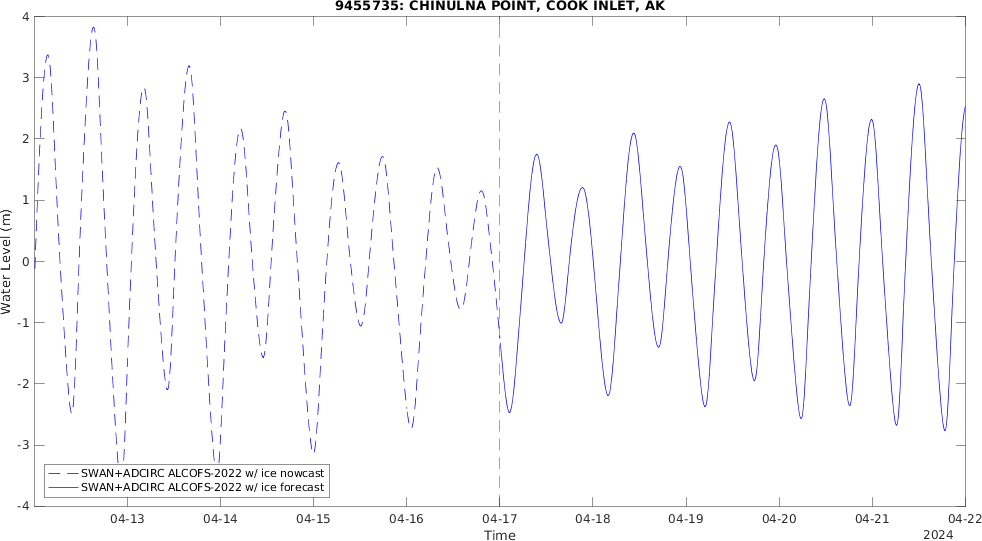 9455735: CHINULNA POINT, COOK INLET, AK
4
3
2
1
0
-1
-2
-3
-4
Water Level (m)
SWAN+ADCIRC ALCOFS-2022 w/ ice nowcast
SWAN+ADCIRC ALCOFS-2022 w/ ice forecast
04-13 04-14 04-15 04-16 04-17 04-18 04-19 04-20 04-21 04-22
Time
2024